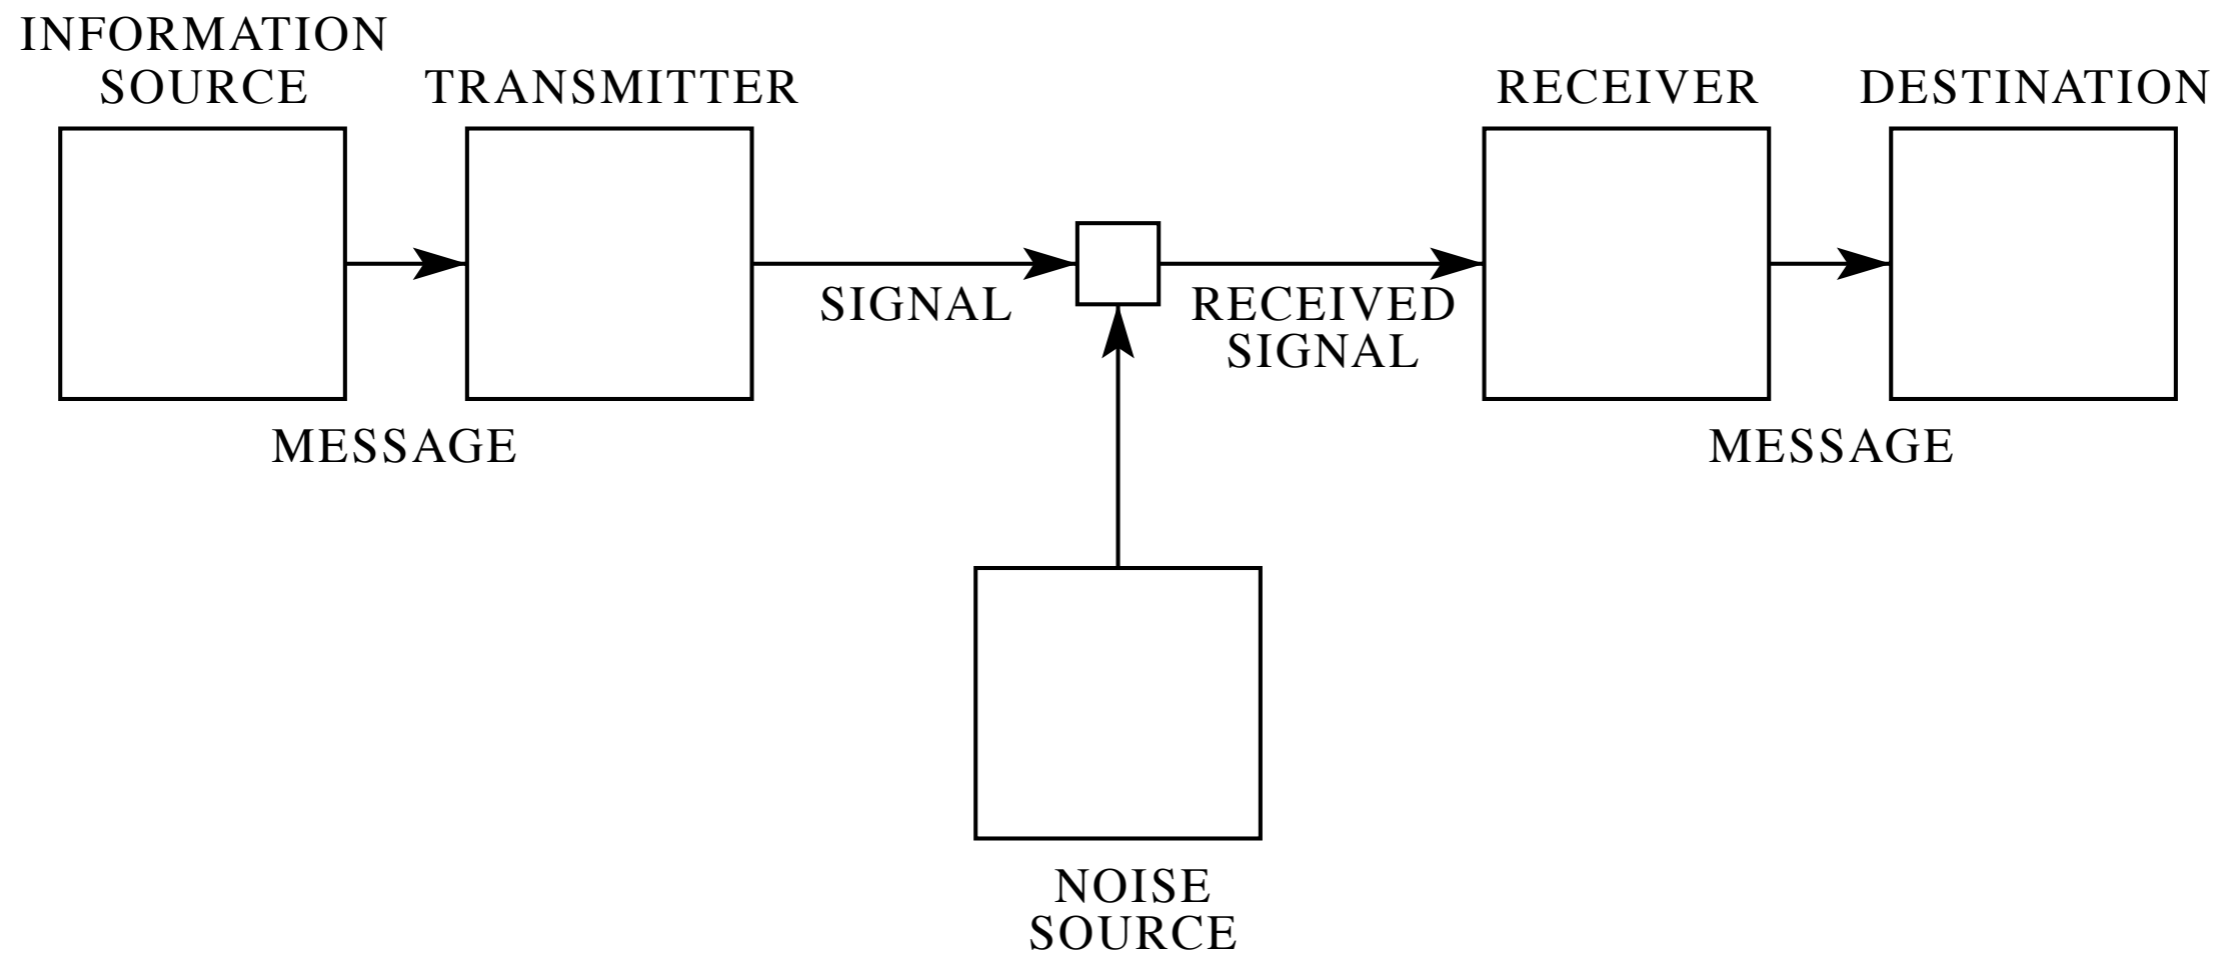 INFORMATION
SOURCE
TRANSMITTER
RECEIVER
DESTINATION
SIGNAL
RECEIVED
SIGNAL
MESSAGE
MESSAGE
NOISE
SOURCE